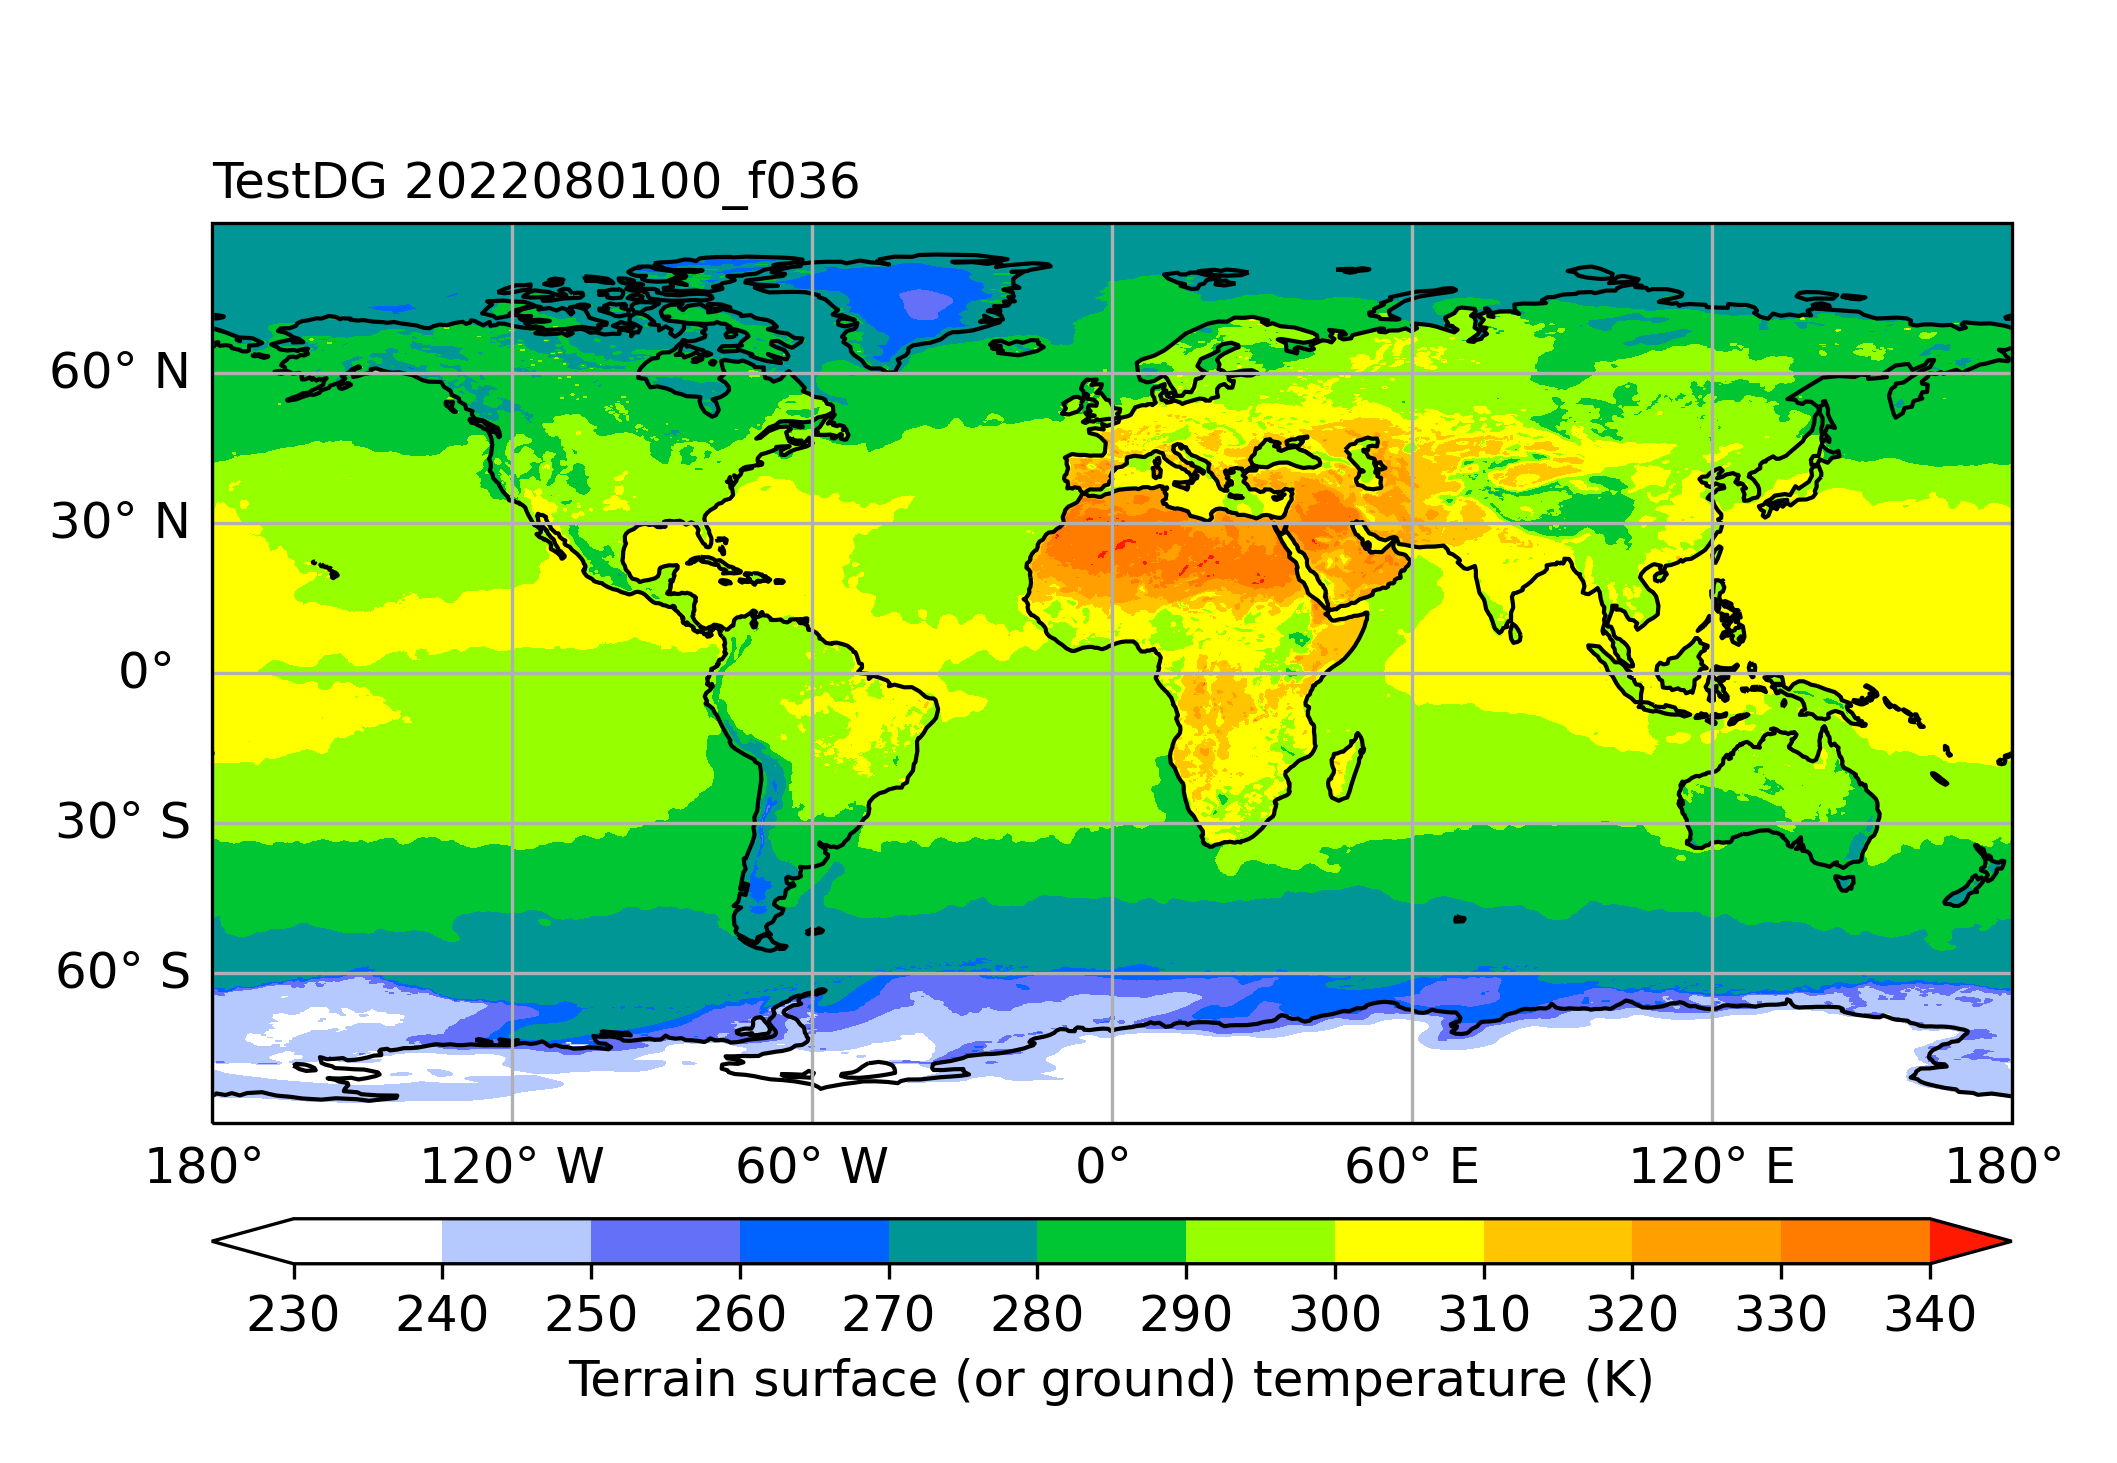 TestDG 2022080100_f036
60° N
30° N
0°
30° S
60° S
180° 120° W 60° W 0° 60° E 120° E 180°
230 240 250 260 270 280 290 300 310 320 330 340
Terrain surface (or ground) temperature (K)